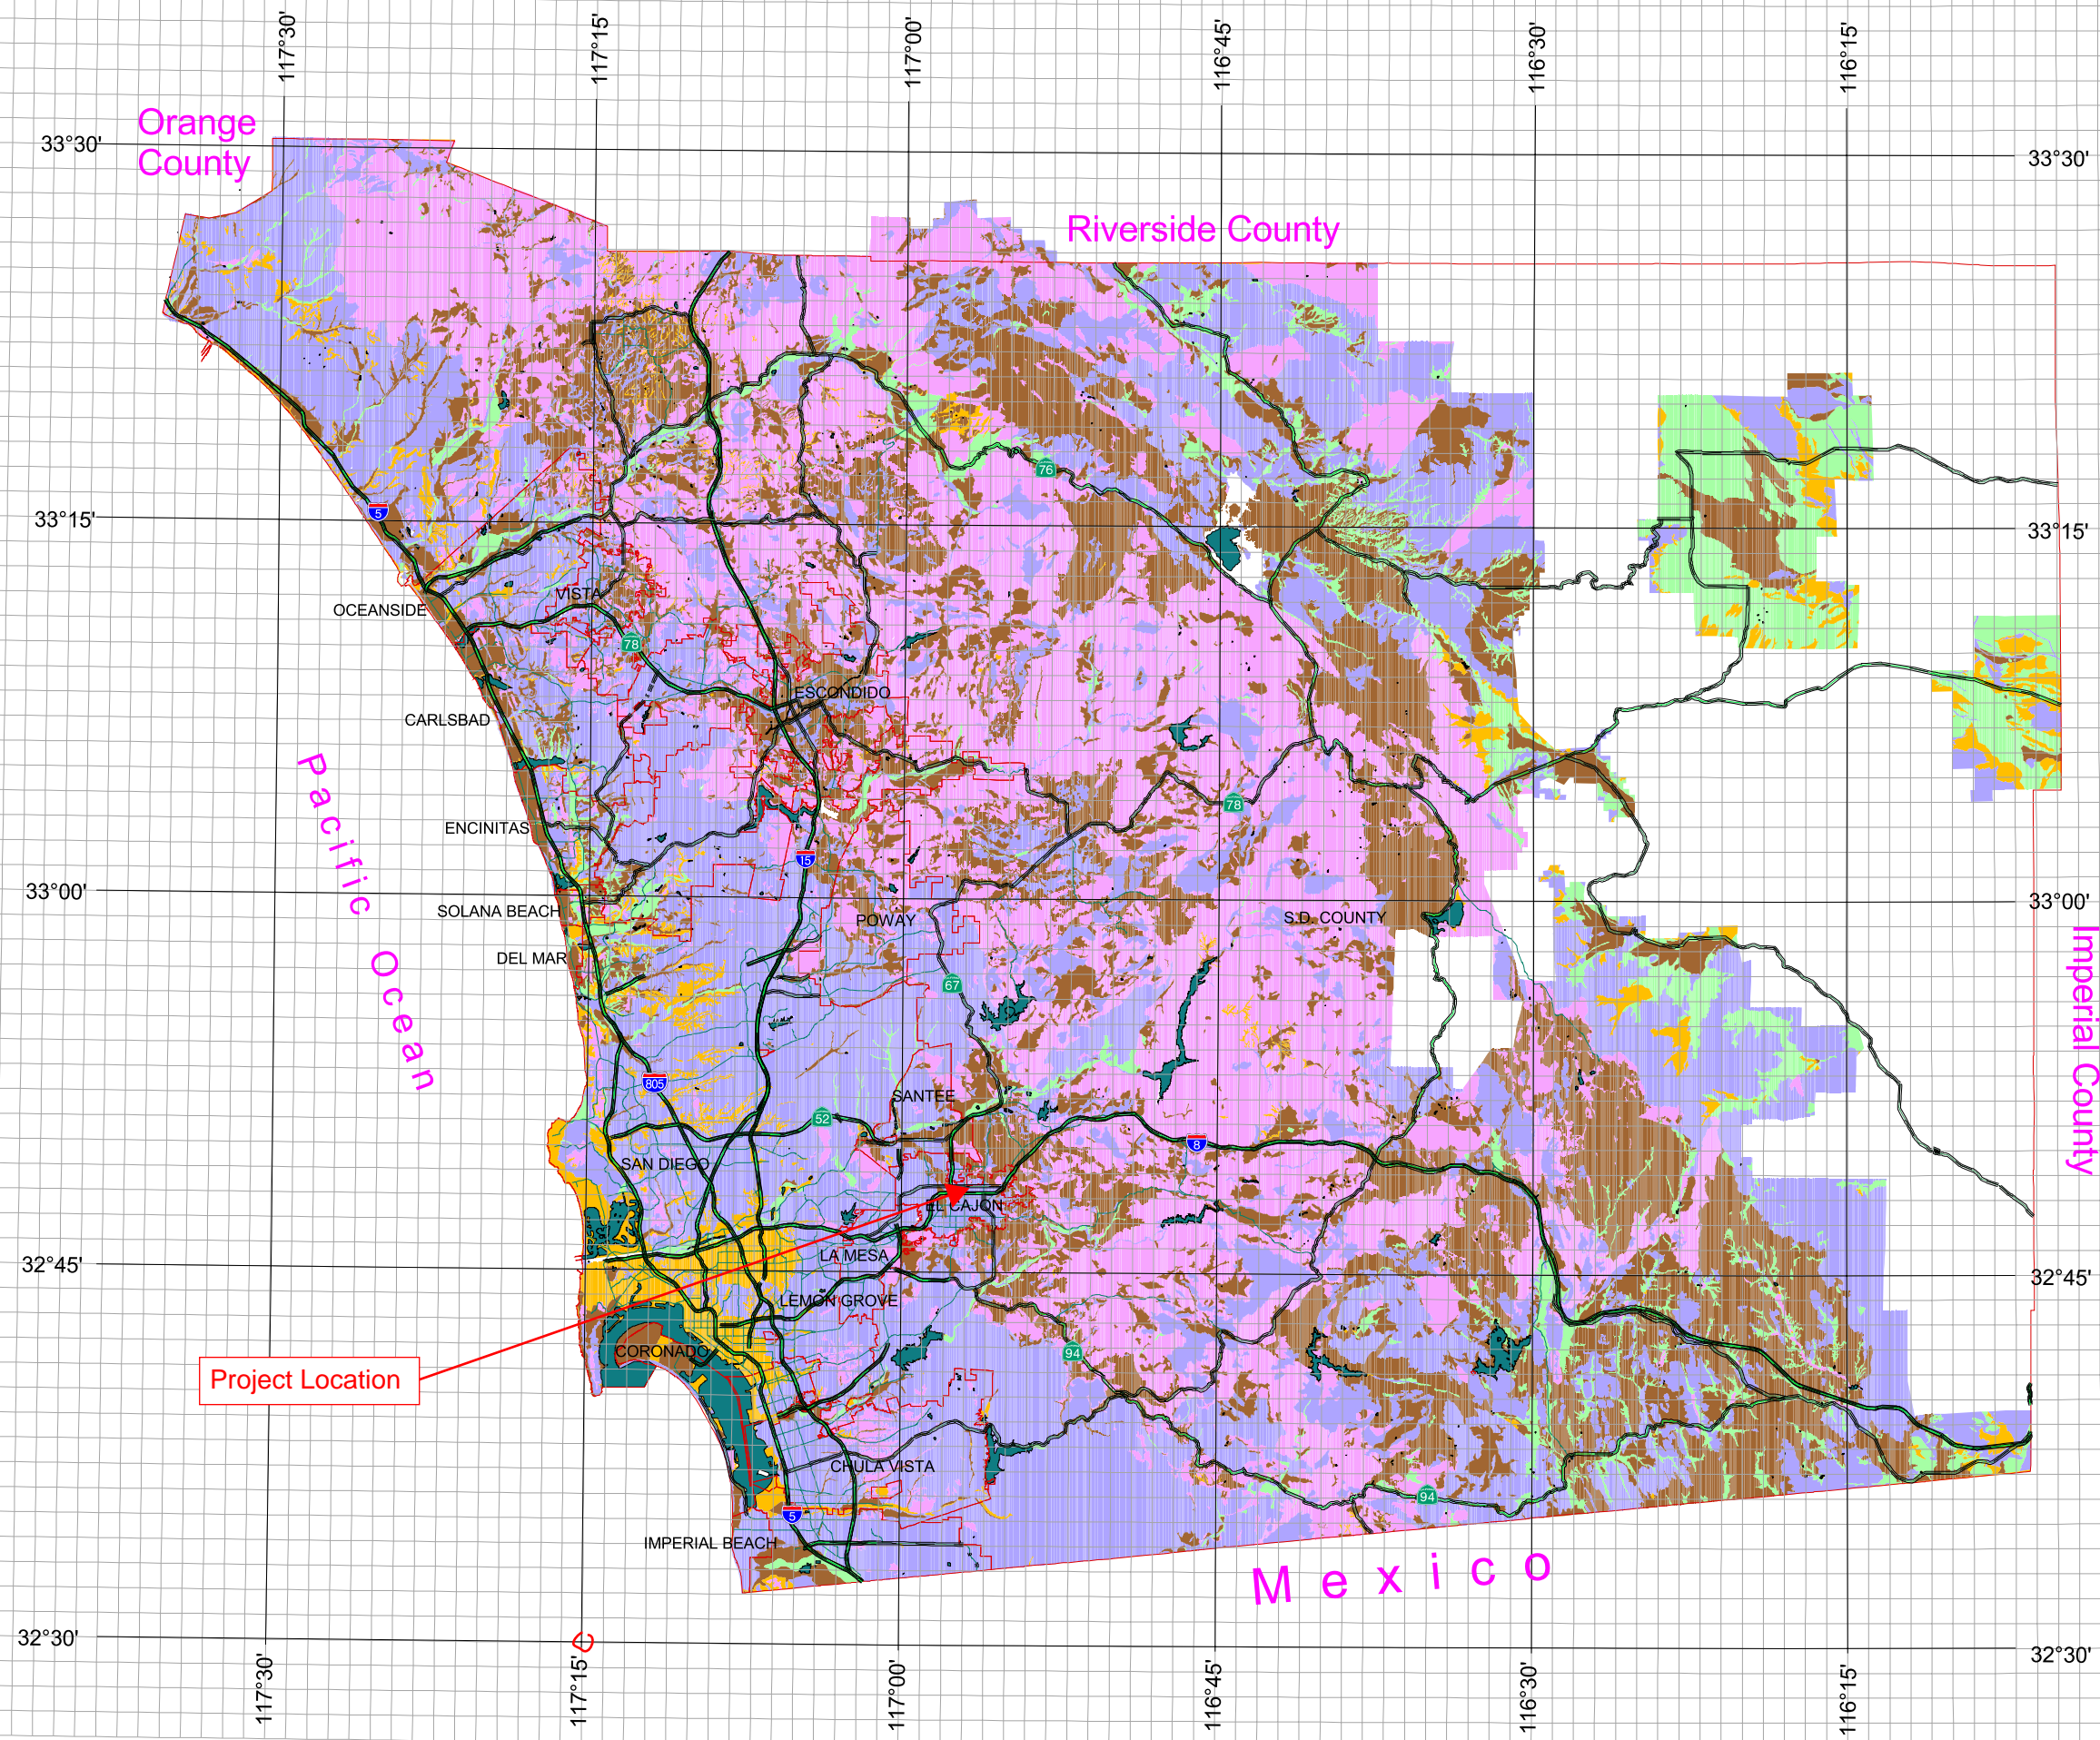 117°30'
117°15'
117°00'
116°45'
116°30'
116°15'
Orange
County
33°30'
33°30'
Riverside County
76
5
33°15'
33°15'
VISTA
OCEANSIDE
78
ESCONDIDO
CARLSBAD
Pacific Ocean
78
ENCINITAS
15
33°00'
33°00'
SOLANA BEACH
POWAY
S.D. COUNTY
DEL MAR
67
Imperial County
805
SANTEE
52
8
SAN DIEGO
EL CAJON
LA MESA
32°45'
32°45'
LEMON GROVE
CORONADO
94
Project Location
CHULA VISTA
94
5
IMPERIAL BEACH
Mexico
32°30'
32°30'
117°30'
117°15'
117°00'
116°45'
116°30'
116°15'